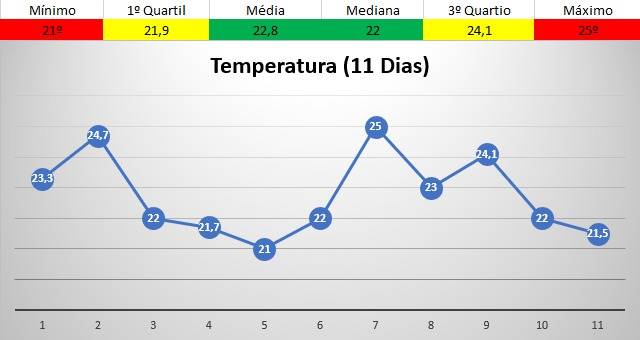 Mínimo 1º Quartil Média Mediana 3º Quartio Máximo
21º 21,9 22,8 22 24,1 25º
Temperatura (11 Dias)
23,3 24,7 22 21,7 21 22 25 23 24,1 22 21,5
1 2 3 4 5 6 7 8 9 10 11